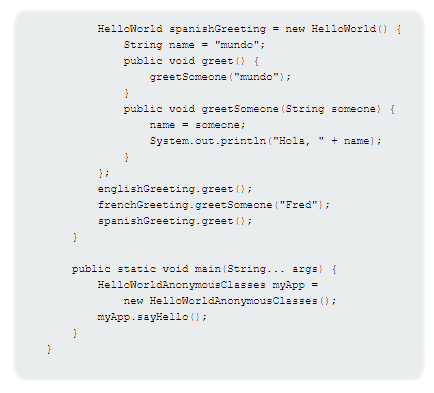 HelloWorld spanishGreeting = new HelloWorld() {
String name = "mundo";
public void greet() {
greetSomeone("mundo");
}
public void greetSomeone(String someone) {
name = someone;
System.out.println("Hola, " + name);
}
};
englishGreeting.greet();
frenchGreeting.greetSomeone("Fred");
spanishGreeting.greet();
}
public static void main(String... args) {
HelloWorldAnonymousClasses myApp =
new HelloWorldAnonymousClasses();
myApp.sayHello();
}
}